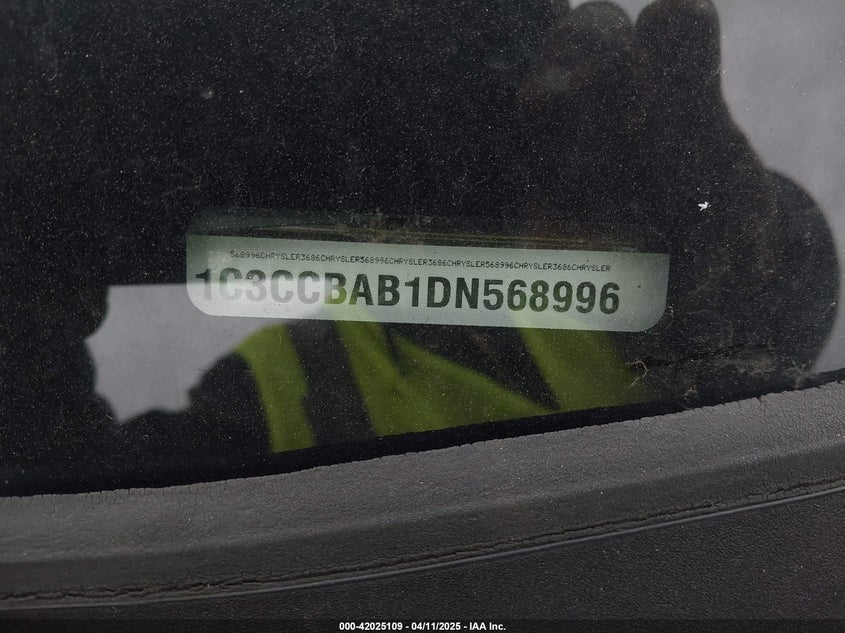 568996CHRYSLER3686CHRYSLER568996CHRYSLER3686CHRYSLER568996CHRYSLER3686CHRYSLER
1C3CCBAB1DN568996
000-42025109 - 04/11/2025 - IAA Inc.